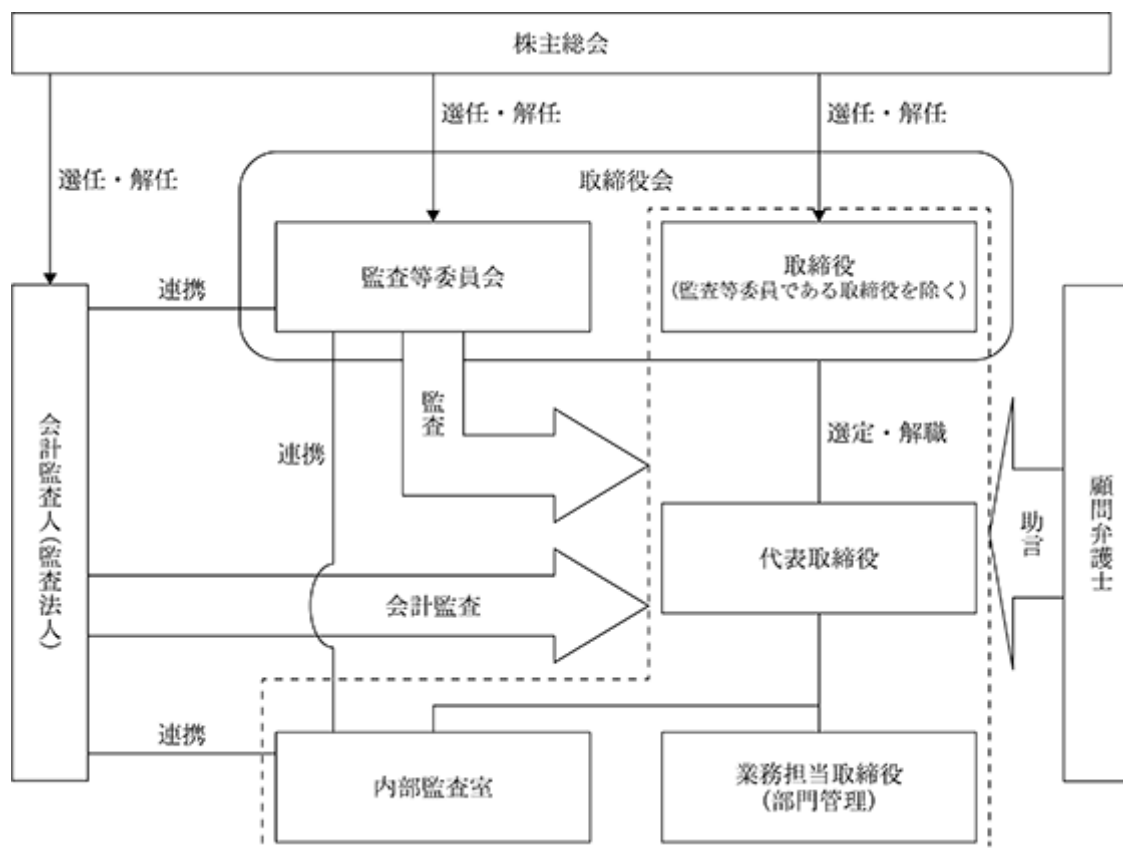 株主総会
選任・解任
選任・解任
選任・解任
取締役会
監査等委員会
取締役
(監査等委員である取締役を除く)
連携
監査
連携
選定・解職
会計監査人(監査法人)
代表取締役
助言
顧問弁護士
会計監査
連携
内部監査室
業務担当取締役
(部門管理)